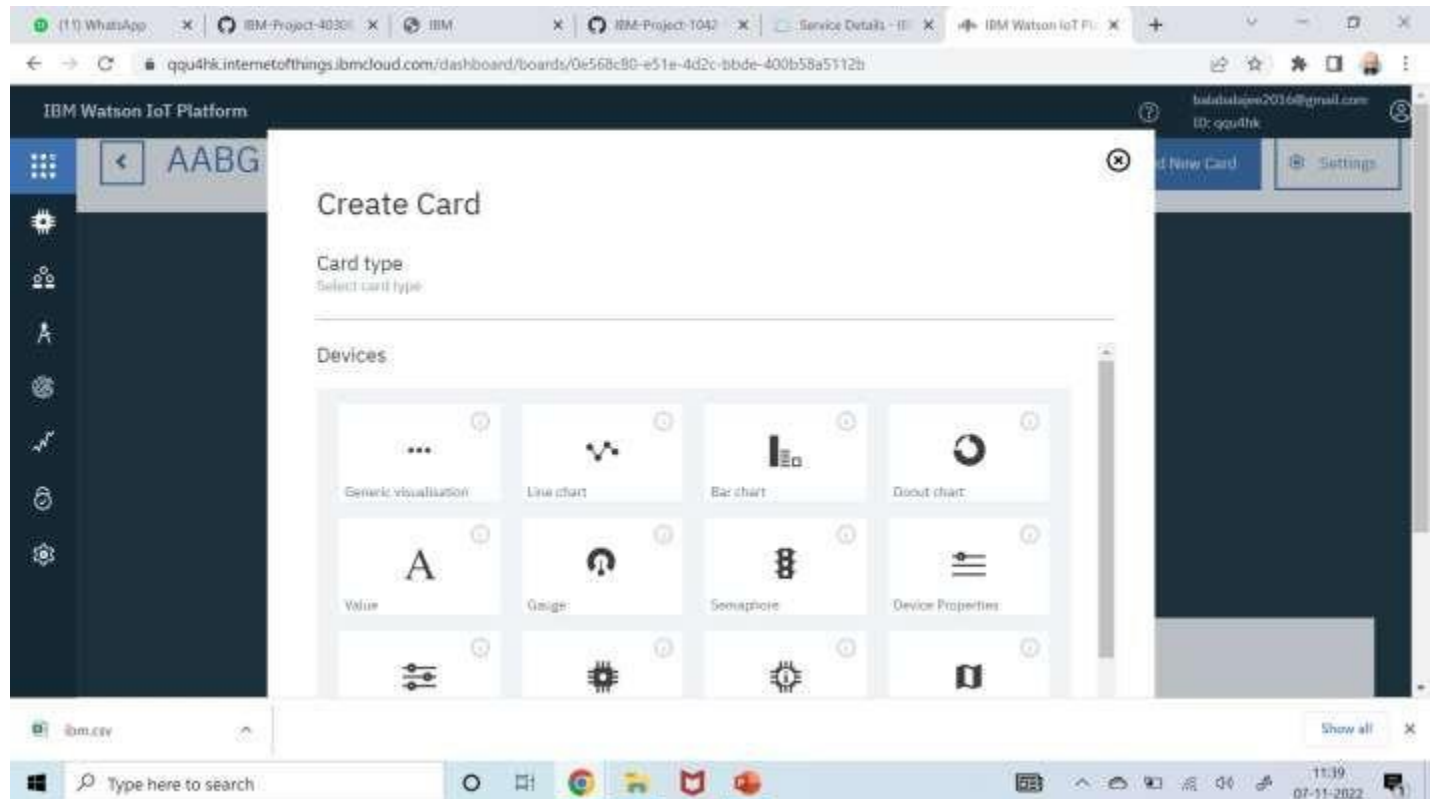 (11) WhatsApp
IBM-Project-4030
IBM
IBM-Project-1042
Service Details - IB
IBM Watson IoT Pl
qqu4hk.internetofthings.ibmcloud.com/dashboard/boards/0e568c80-e51e-4d2c-bbde-400b58a5112b
IBM Watson IoT Platform
ID: qqu4hk
AABG
d New Card
Settings
Create Card
Card type
Select card type
Devices
Generic visualisation
Line chart
Bar chart
Donut chart
Value
Gauge
Semaphore
Device Properties
ibm.csv
Show all
Type here to search
11:39
07-11-2022